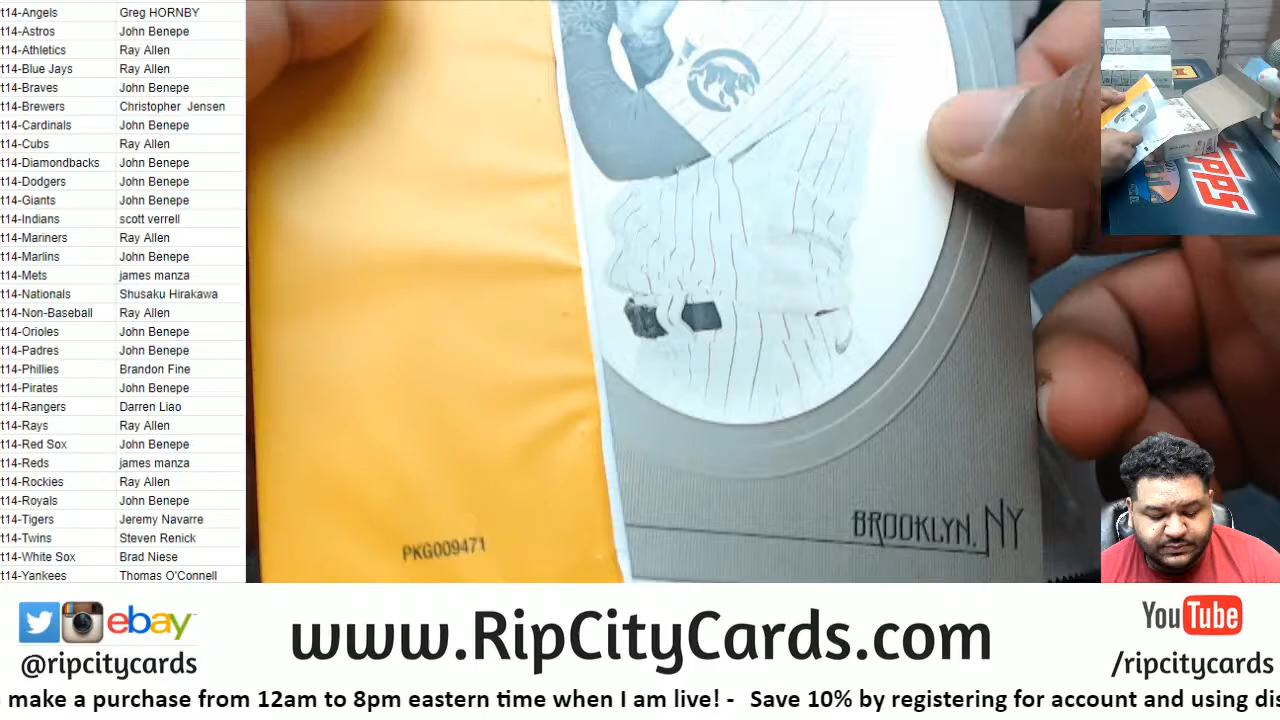 t14-Angels Greg HORNBY
t14-Astros John Benepe
t14-Athletics Ray Allen
t14-Blue Jays Ray Allen
t14-Braves John Benepe
t14-Brewers Christopher Jensen
t14-Cardinals John Benepe
t14-Cubs Ray Allen
t14-Diamondbacks John Benepe
t14-Dodgers John Benepe
t14-Giants John Benepe
t14-Indians scott verrell
t14-Mariners Ray Allen
t14-Marlins John Benepe
t14-Mets james manza
t14-Nationals Shusaku Hirakawa
t14-Non-Baseball Ray Allen
t14-Orioles John Benepe
t14-Padres John Benepe
t14-Phillies Brandon Fine
t14-Pirates John Benepe
t14-Rangers Darren Liao
t14-Rays Ray Allen
t14-Red Sox John Benepe
t14-Reds james manza
t14-Rockies Ray Allen
t14-Royals John Benepe
t14-Tigers Jeremy Navarre
t14-Twins Steven Renick
t14-White Sox Brad Niese
t14-Yankees Thomas O'Connell
PKG009471
BROOKLYN, NY
Topps
ebay
@ripcitycards
www.RipCityCards.com
YouTube
/ripcitycards
make a purchase from 12am to 8pm eastern time when I am live! - Save 10% by registering for account and using dis